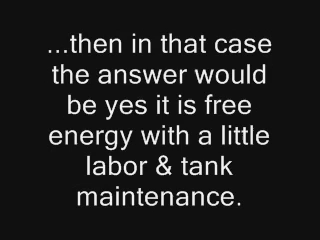 ...then in that case
the answer would
be yes it is free
energy with a little
labor & tank
maintenance.